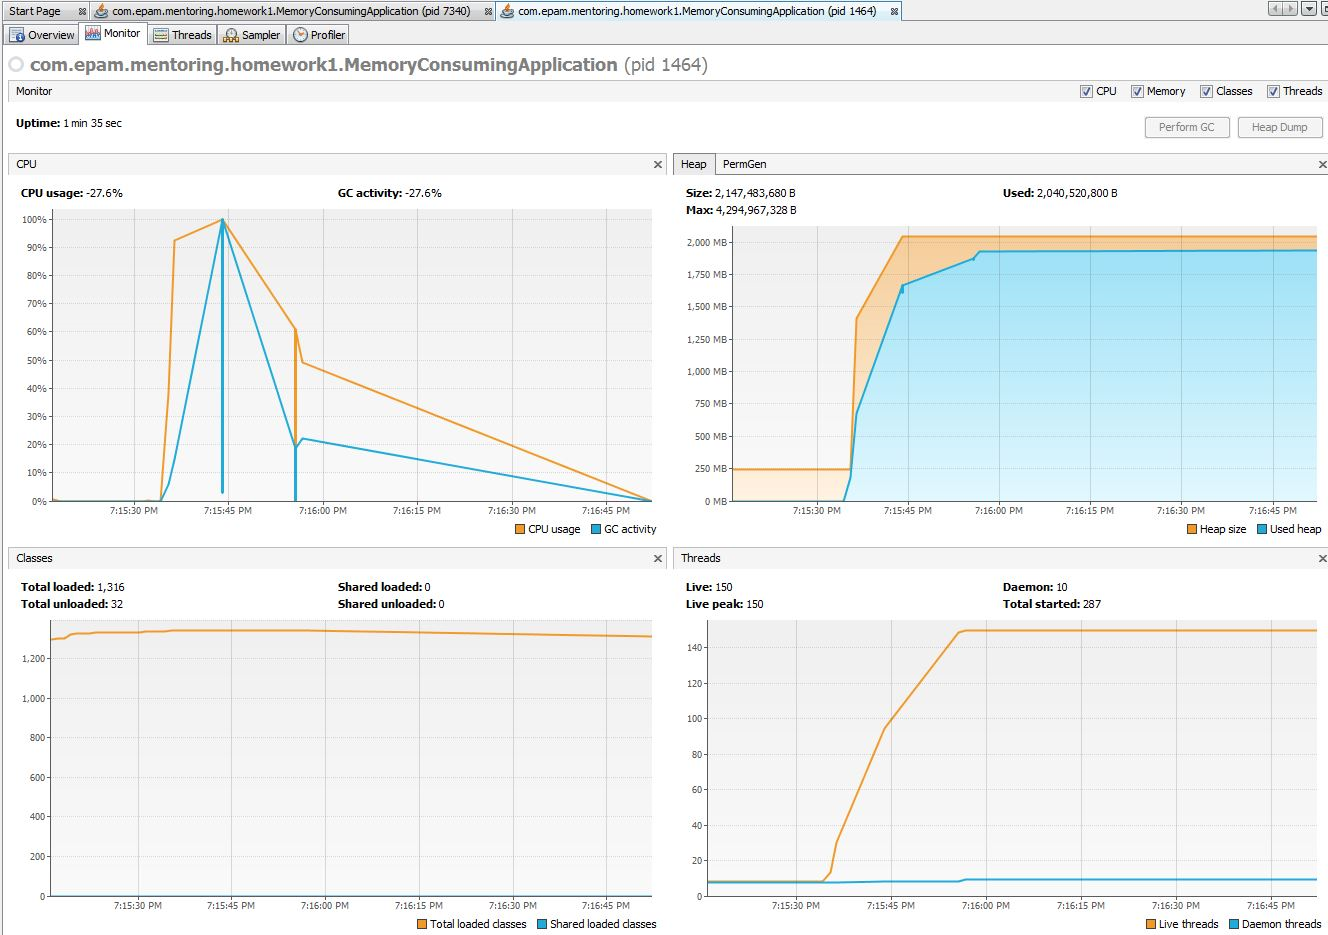 Start Page com.epam.mentoring.homework1.MemoryConsumingApplication (pid 7340) com.epam.mentoring.homework1.MemoryConsumingApplication (pid 1464)
Overview Monitor Threads Sampler Profiler
com.epam.mentoring.homework1.MemoryConsumingApplication (pid 1464)
Monitor CPU Memory Classes Threads
Uptime: 1 min 35 sec
Perform GC Heap Dump
CPU
CPU usage: -27.6% GC activity: -27.6%
100%
90%
80%
70%
60%
50%
40%
30%
20%
10%
0%
7:15:30 PM 7:15:45 PM 7:16:00 PM 7:16:15 PM 7:16:30 PM 7:16:45 PM
CPU usage GC activity
Heap PermGen
Size: 2,147,483,680 B Used: 2,040,520,800 B
Max: 4,294,967,328 B
2,000 MB
1,750 MB
1,500 MB
1,250 MB
1,000 MB
750 MB
500 MB
250 MB
0 MB
7:15:30 PM 7:15:45 PM 7:16:00 PM 7:16:15 PM 7:16:30 PM 7:16:45 PM
Heap size Used heap
Classes
Total loaded: 1,316 Shared loaded: 0
Total unloaded: 32 Shared unloaded: 0
1,200
1,000
800
600
400
200
0
7:15:30 PM 7:15:45 PM 7:16:00 PM 7:16:15 PM 7:16:30 PM 7:16:45 PM
Total loaded classes Shared loaded classes
Threads
Live: 150 Daemon: 10
Live peak: 150 Total started: 287
140
120
100
80
60
40
20
0
7:15:30 PM 7:15:45 PM 7:16:00 PM 7:16:15 PM 7:16:30 PM 7:16:45 PM
Live threads Daemon threads